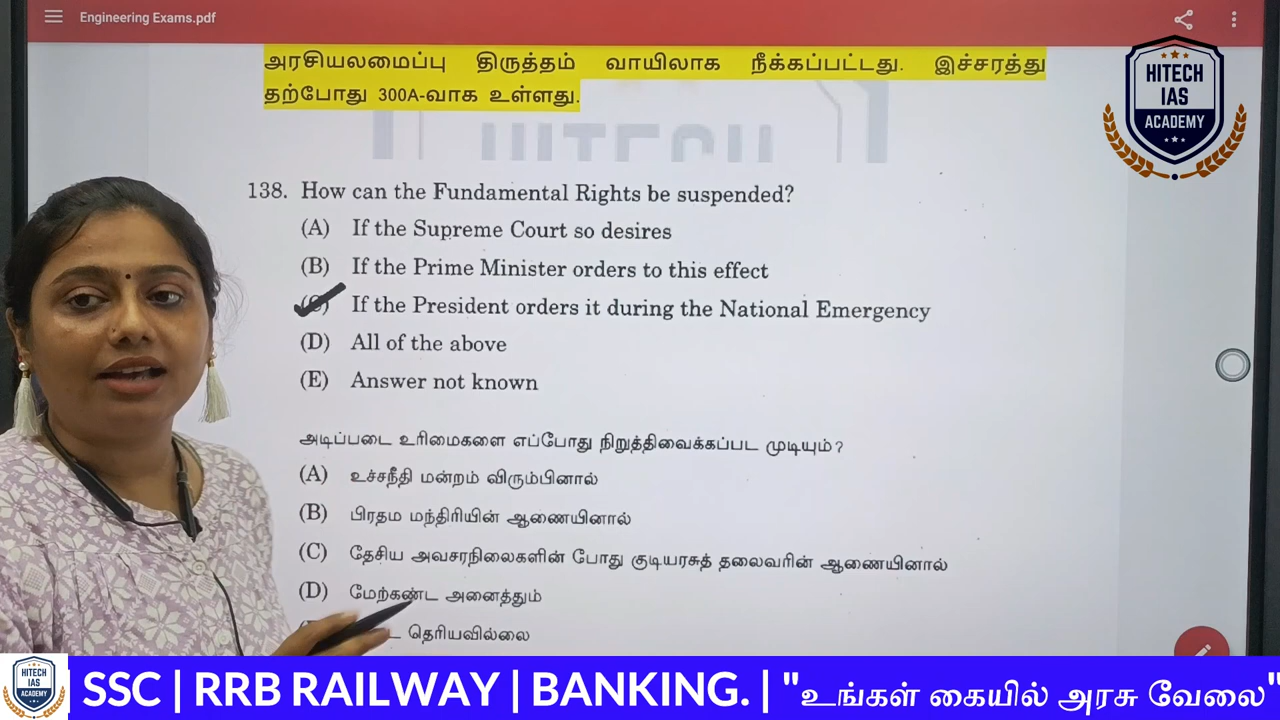 Engineering Exams.pdf
அரசியலமைப்பு திருத்தம் வாயிலாக நீக்கப்பட்டது. இச்சரத்து
தற்போது 300A-வாக உள்ளது.
HITECH
IAS
ACADEMY
HITECH
138. How can the Fundamental Rights be suspended?
(A) If the Supreme Court so desires
(B) If the Prime Minister orders to this effect
(C) If the President orders it during the National Emergency
(D) All of the above
(E) Answer not known
அடிப்படை உரிமைகளை எப்போது நிறுத்திவைக்கப்பட முடியும்?
(A) உச்சநீதி மன்றம் விரும்பினால்
(B) பிரதம மந்திரியின் ஆணையினால்
(C) தேசிய அவசரநிலைகளின் போது குடியரசுத் தலைவரின் ஆணையினால்
(D) மேற்கண்ட அனைத்தும்
தெரியவில்லை
HITECH
IAS
ACADEMY
SSC | RRB RAILWAY | BANKING. | "உங்கள் கையில் அரசு வேலை"